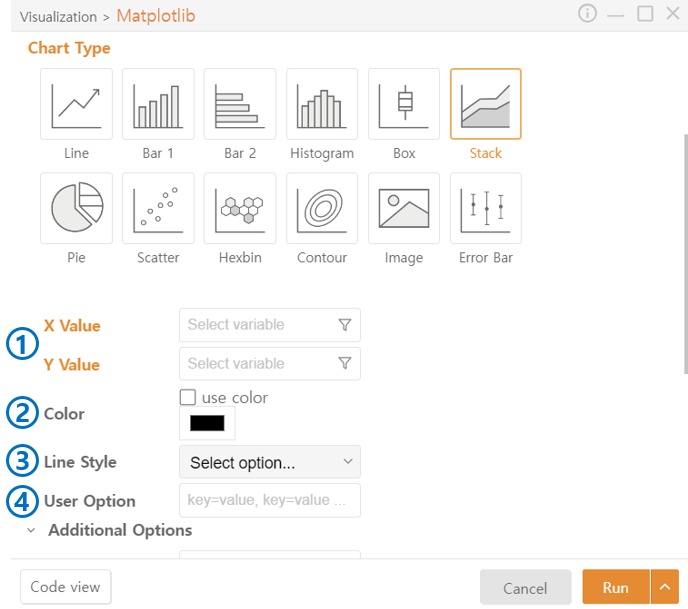 Visualization > Matplotlib
Chart Type
Line Bar 1 Bar 2 Histogram Box Stack
Pie Scatter Hexbin Contour Image Error Bar
1 X Value Select variable
Y Value Select variable
use color
2 Color
3 Line Style Select option...
4 User Option key=value, key=value ...
Additional Options
Code view Cancel Run